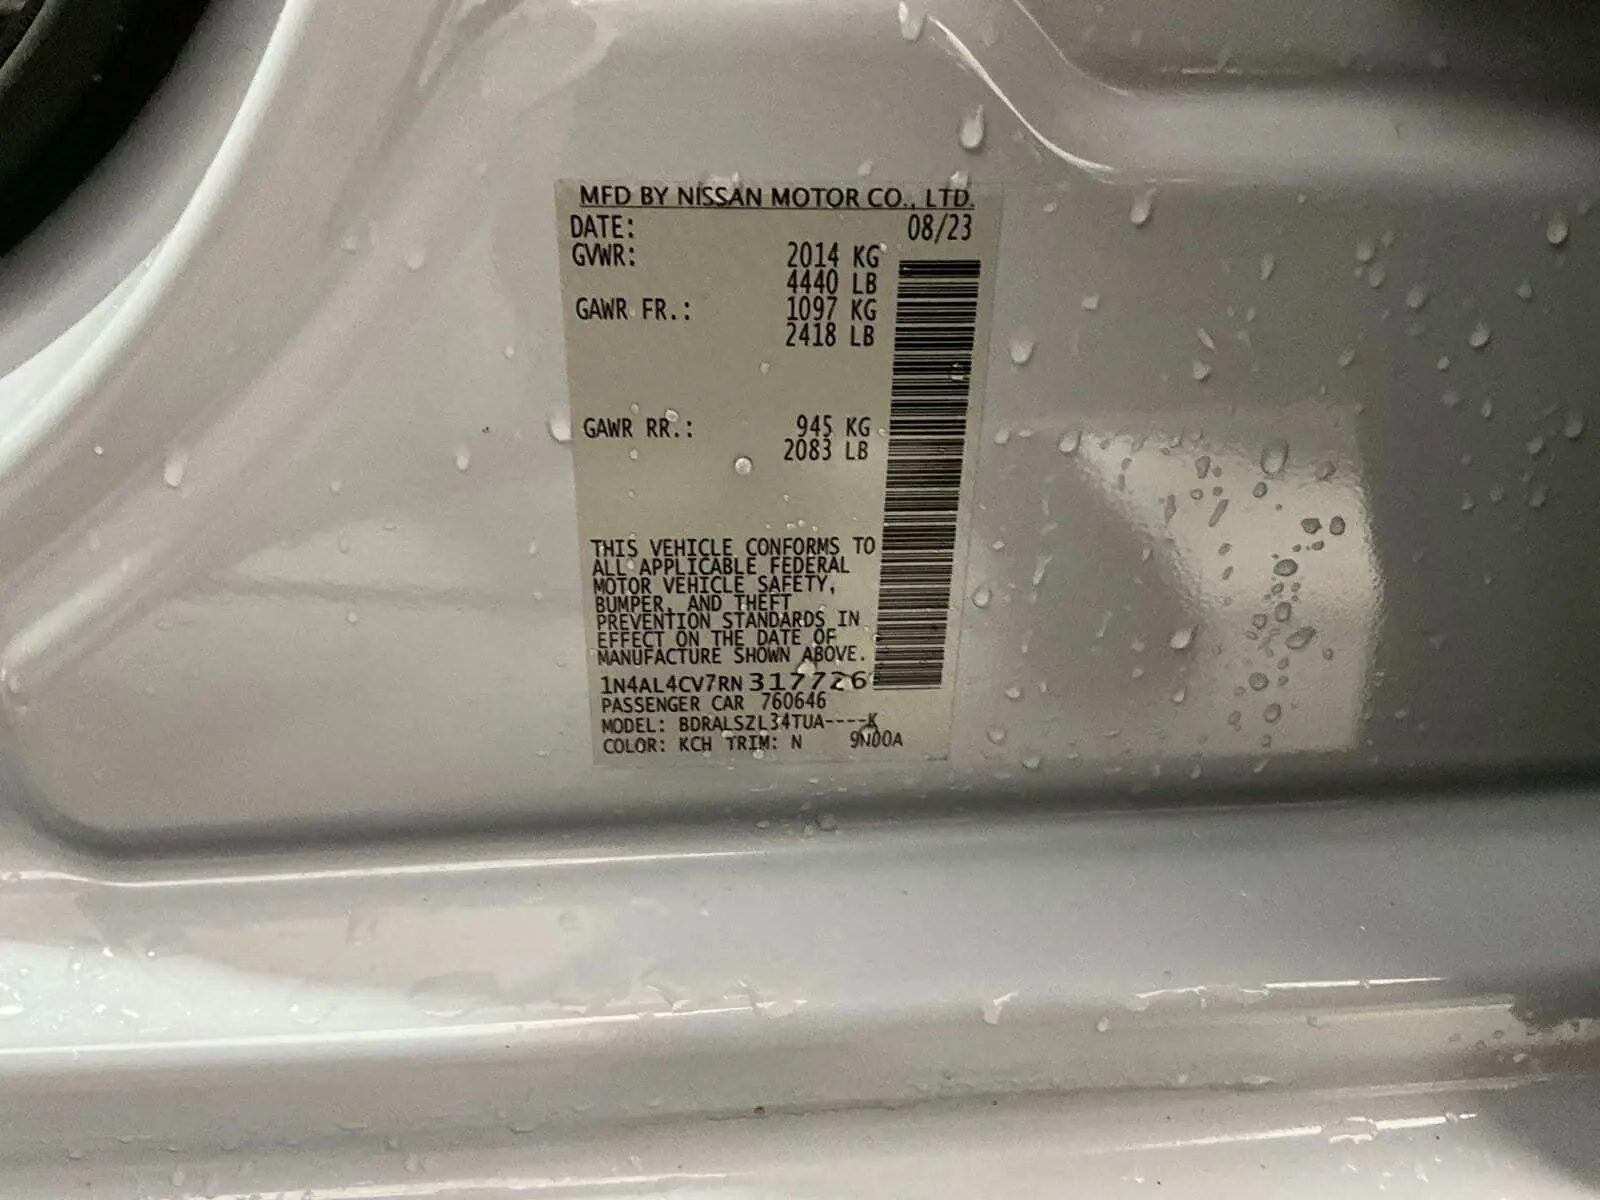 MFD BY NISSAN MOTOR CO., LTD.
DATE: 08/23
GVWR: 2014 KG
4440 LB
GAWR FR.: 1097 KG
2418 LB
GAWR RR.: 945 KG
2083 LB
THIS VEHICLE CONFORMS TO
ALL APPLICABLE FEDERAL
MOTOR VEHICLE SAFETY,
BUMPER, AND THEFT
PREVENTION STANDARDS IN
EFFECT ON THE DATE OF
MANUFACTURE SHOWN ABOVE.
1N4AL4CV7RN317726
PASSENGER CAR 760646
MODEL: BDRALSZL34TUA----K
COLOR: KCH TRIM: N 9N00A